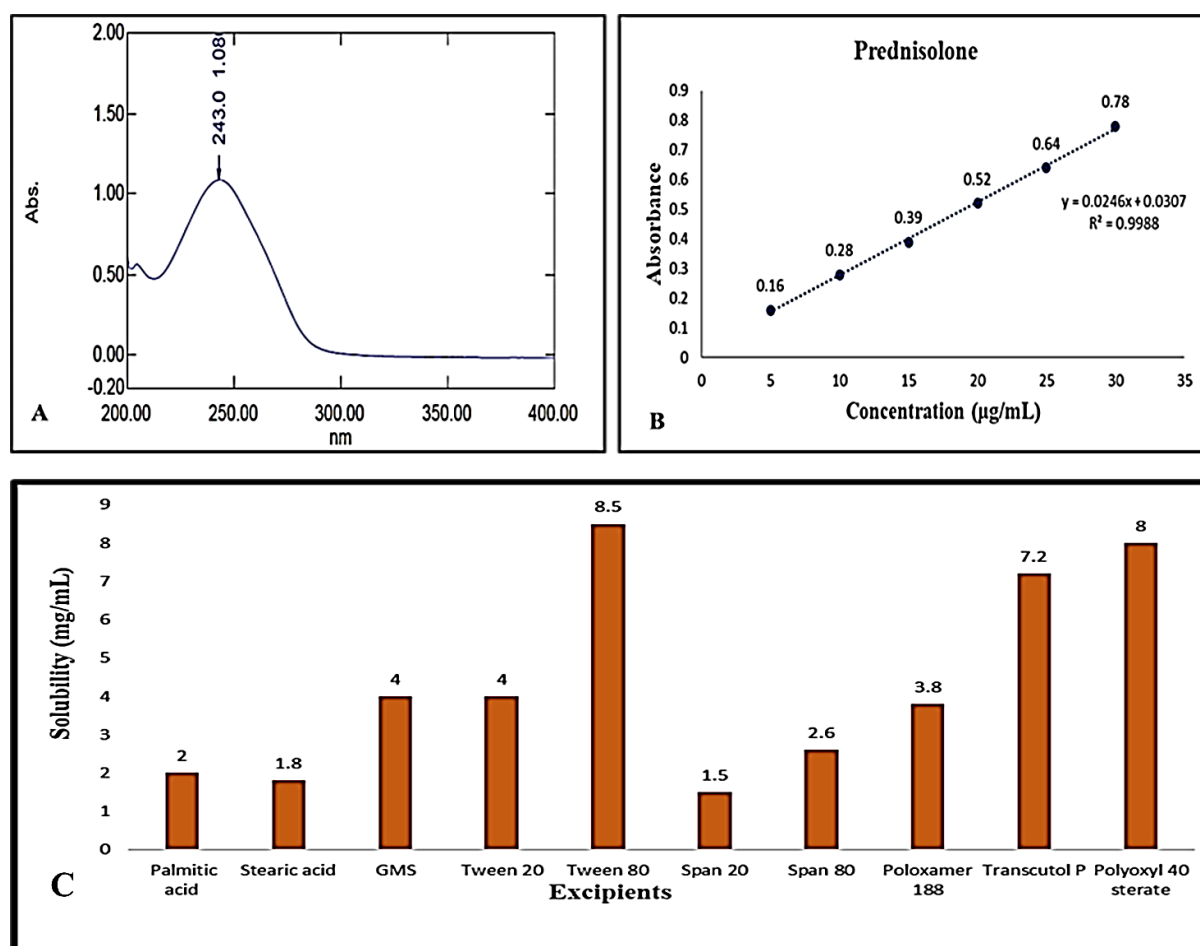 2.00
1.50
1.00
0.50
0.00
-0.20
Abs.
243.0 1.08
200.00 250.00 300.00 350.00 400.00
nm
A
Prednisolone
0.9
0.8
0.7
0.6
0.5
0.4
0.3
0.2
0.1
0
Absorbance
0.16
0.28
0.39
0.52
0.64
0.78
y = 0.0246x + 0.0307
R² = 0.9988
0 5 10 15 20 25 30 35
Concentration (µg/mL)
B
9
8
7
6
5
4
3
2
1
0
Solubility (mg/mL)
2
1.8
4
4
8.5
1.5
2.6
3.8
7.2
8
Palmitic
acid
Stearic acid
GMS
Tween 20
Tween 80
Span 20
Span 80
Poloxamer
188
Transcutol P
Polyoxyl 40
sterate
Excipients
C